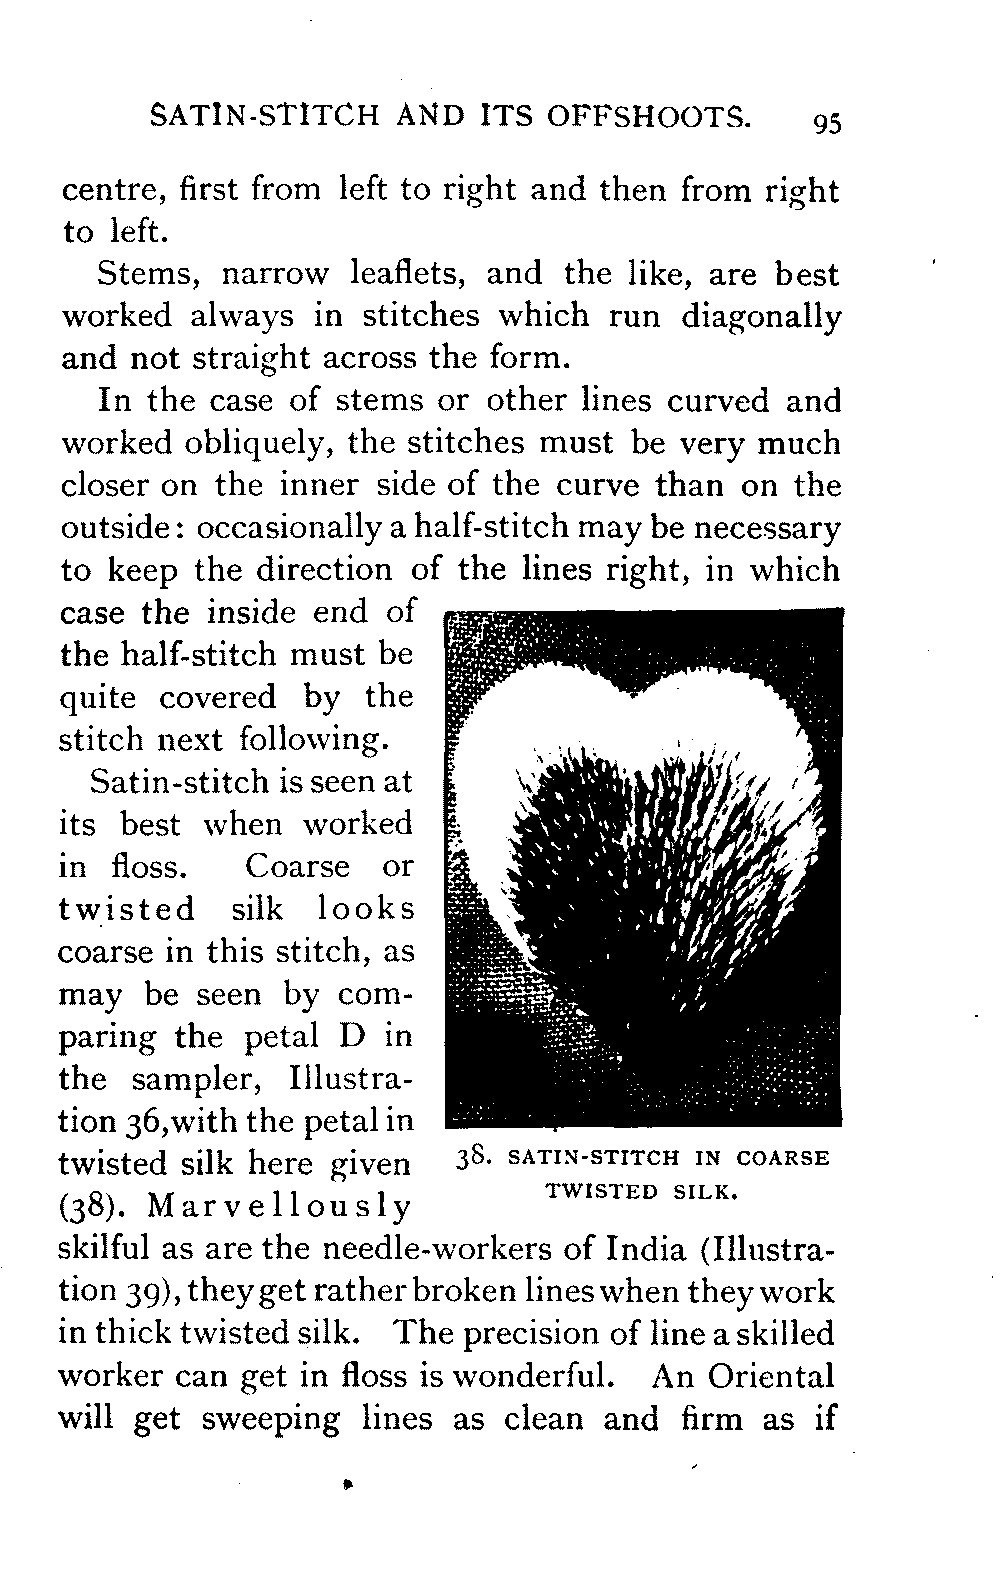 SATIN-STITCH AND ITS OFFSHOOTS. 95
centre, first from left to right and then from right
to left.
Stems, narrow leaflets, and the like, are best
worked always in stitches which run diagonally
and not straight across the form.
In the case of stems or other lines curved and
worked obliquely, the stitches must be very much
closer on the inner side of the curve than on the
outside: occasionally a half-stitch may be necessary
to keep the direction of the lines right, in which
case the inside end of
the half-stitch must be
quite covered by the
stitch next following.
Satin-stitch is seen at
its best when worked
in floss. Coarse or
twisted silk looks
coarse in this stitch, as
may be seen by com-
paring the petal D in
the sampler, Illustra-
tion 36, with the petal in
twisted silk here given
(38). Marvellously
38. SATIN-STITCH IN COARSE
TWISTED SILK.
skilful as are the needle-workers of India (Illustra-
tion 39), they get rather broken lines when they work
in thick twisted silk. The precision of line a skilled
worker can get in floss is wonderful. An Oriental
will get sweeping lines as clean and firm as if